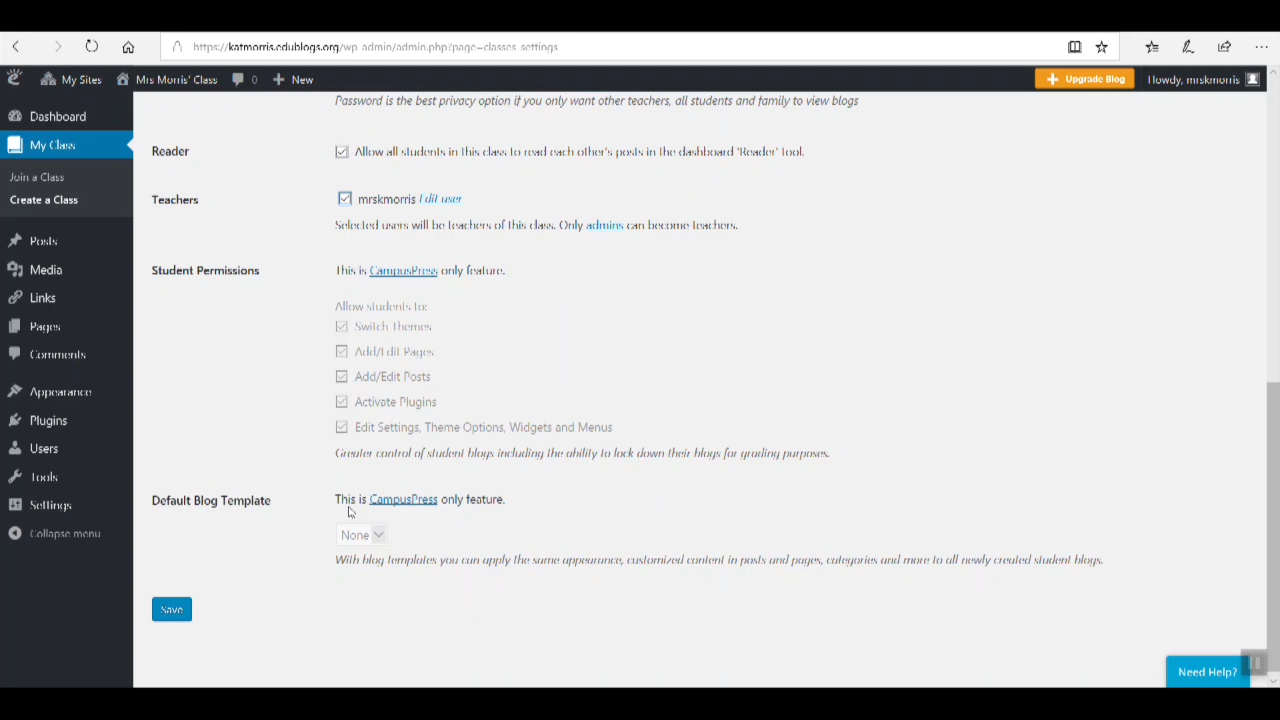 https://katmorris.edublogs.org/wp-admin/admin.php?page=classes-settings
My Sites Mrs Morris' Class 0 New Upgrade Blog Howdy, mrskmorris
Dashboard
My Class
Join a Class
Create a Class
Posts
Media
Links
Pages
Comments
Appearance
Plugins
Users
Tools
Settings
Collapse menu
Password is the best privacy option if you only want other teachers, all students and family to view blogs
Reader Allow all students in this class to read each other's posts in the dashboard 'Reader' tool.
Teachers mrskmorris Edit user
Selected users will be teachers of this class. Only admins can become teachers.
Student Permissions This is CampusPress only feature.
Allow students to:
Switch Themes
Add/Edit Pages
Add/Edit Posts
Activate Plugins
Edit Settings, Theme Options, Widgets and Menus
Greater control of student blogs including the ability to lock down their blogs for grading purposes.
Default Blog Template This is CampusPress only feature.
None
With blog templates you can apply the same appearance, customized content in posts and pages, categories and more to all newly created student blogs.
Save
Need Help?